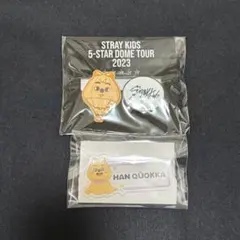 STRAY KIDS
5-STAR DOME TOUR
2023
HAN QUOKKA